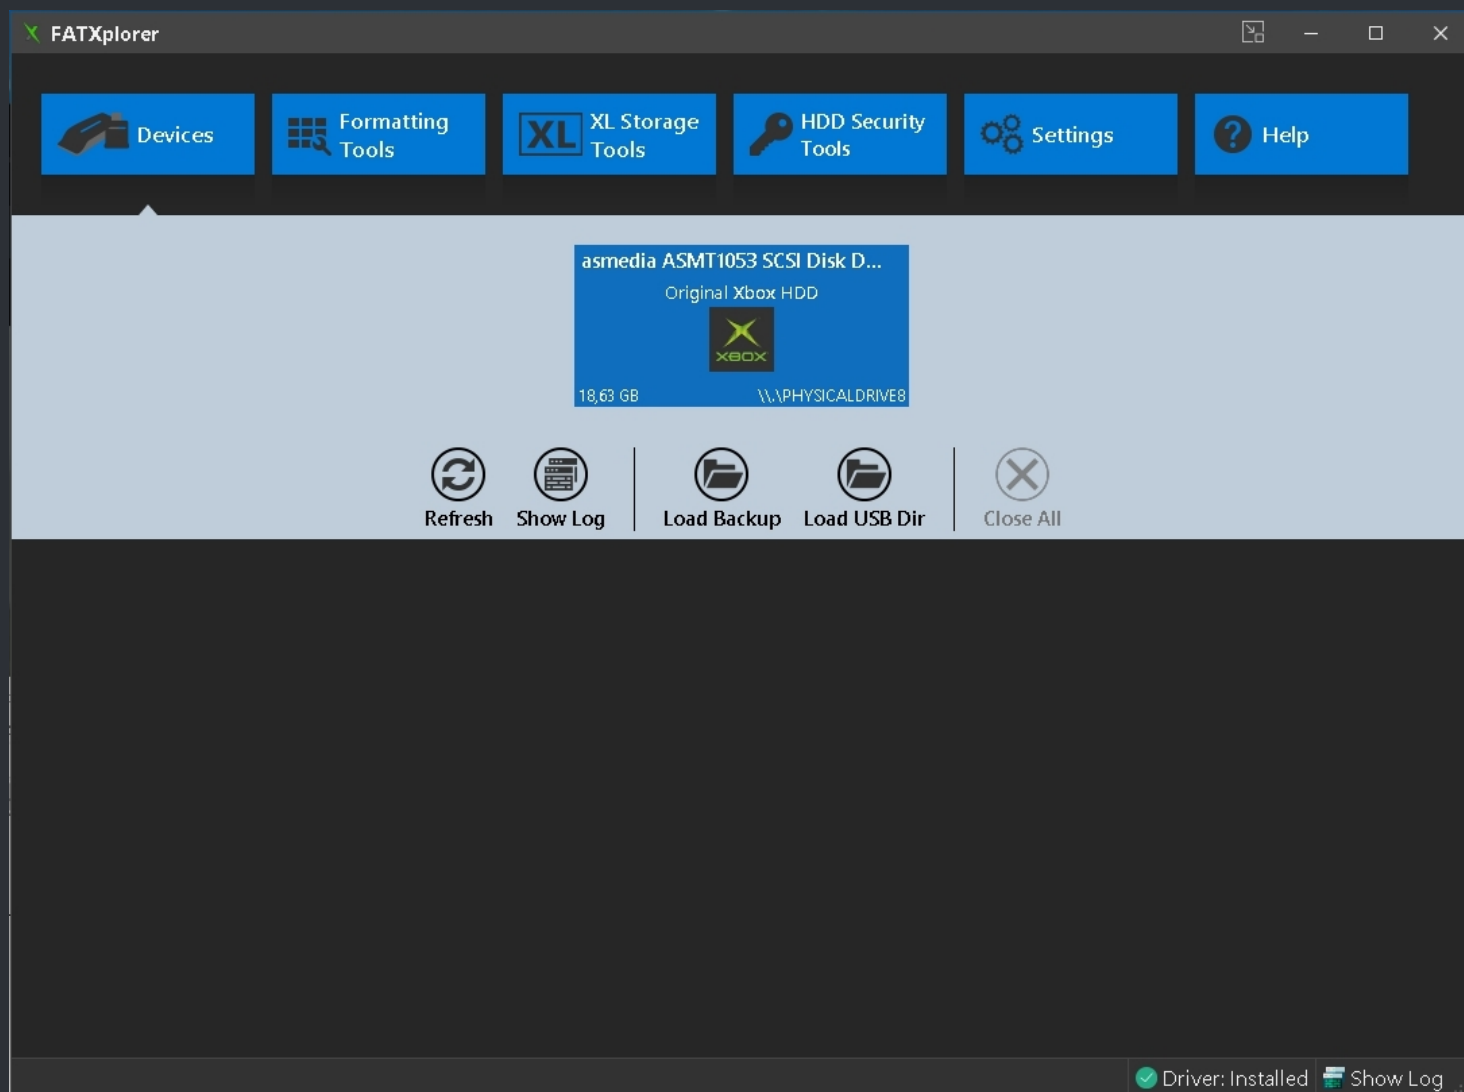 FATXplorer
Devices
Formatting
Tools
XL
XL Storage
Tools
HDD Security
Tools
Settings
? Help
asmedia ASMT1053 SCSI Disk D...
Original Xbox HDD
XBOX
18,63 GB
\\.\PHYSICALDRIVE8
Refresh
Show Log
Load Backup
Load USB Dir
Close All
Driver: Installed
Show Log